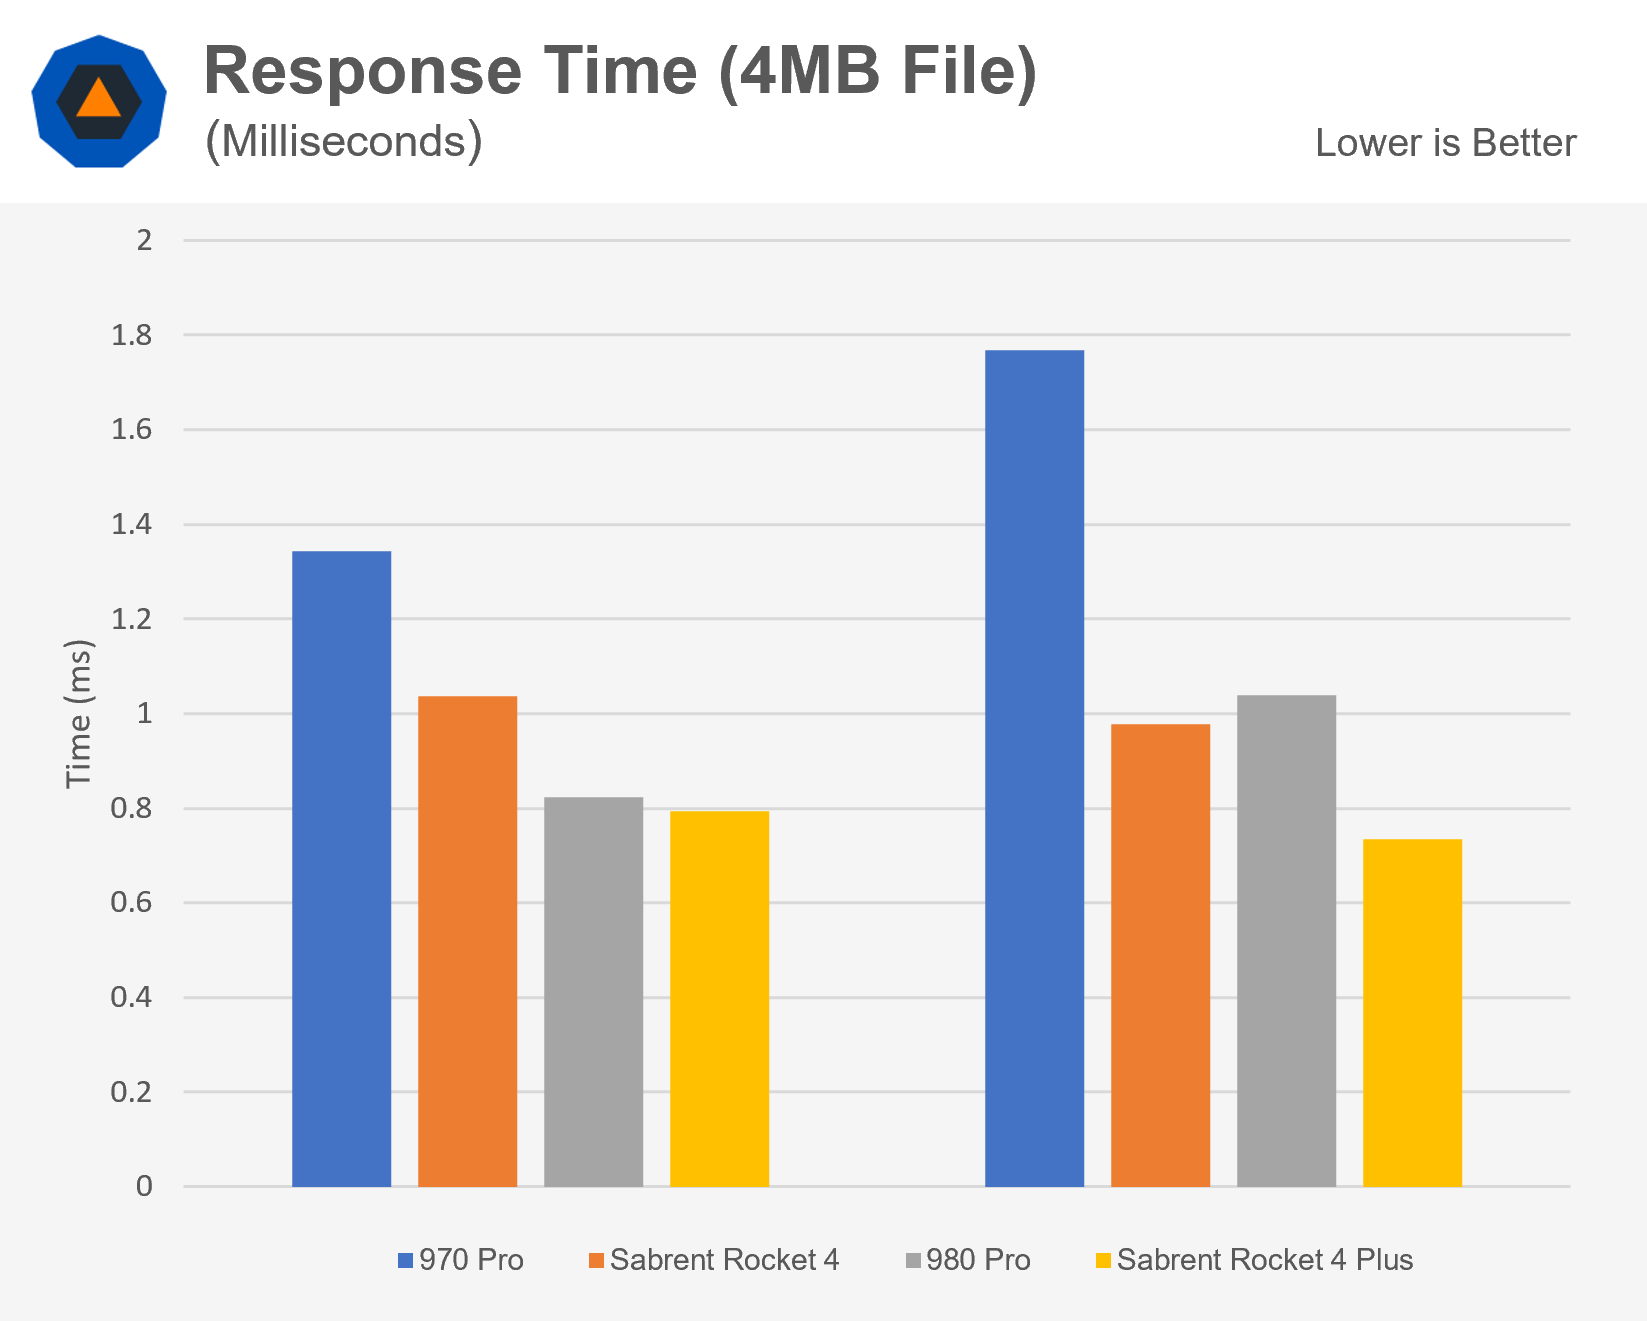 Response Time (4MB File)
(Milliseconds)
Lower is Better
2
1.8
1.6
1.4
1.2
1
0.8
0.6
0.4
0.2
0
Time (ms)
970 Pro
Sabrent Rocket 4
980 Pro
Sabrent Rocket 4 Plus